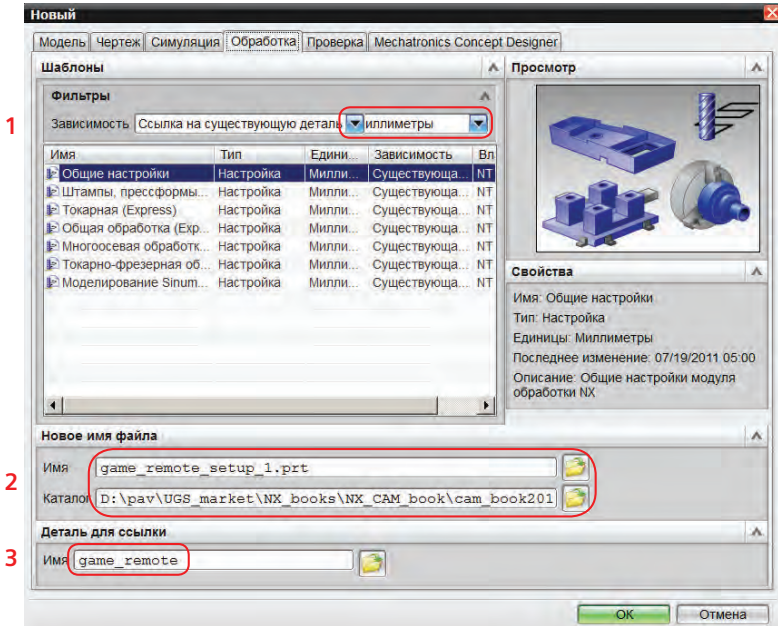 Новый
Модель Чертеж Симуляция Обработка Проверка Mechatronics Concept Designer
Шаблоны
Фильтры
1
Зависимость Ссылка на существующую деталь иллиметры
Имя Тип Едини... Зависимость Вл
Общие настройки Настройка Милли... Существующа... NT
Штампы, прессформы... Настройка Милли... Существующа... NT
Токарная (Express) Настройка Милли... Существующа... NT
Общая обработка (Exp... Настройка Милли... Существующа... NT
Многоосевая обработк... Настройка Милли... Существующа... NT
Токарно-фрезерная об... Настройка Милли... Существующа... NT
Моделирование Sinum... Настройка Милли... Существующа... NT
Просмотр
Свойства
Имя: Общие настройки
Тип: Настройка
Единицы: Миллиметры
Последнее изменение: 07/19/2011 05:00
Описание: Общие настройки модуля
обработки NX
Новое имя файла
2
Имя game_remote_setup_1.prt
Каталог D:\pav\UGS_market\NX_books\NX_CAM_book\cam_book201
Деталь для ссылки
3
Имя game_remote
OK Отмена